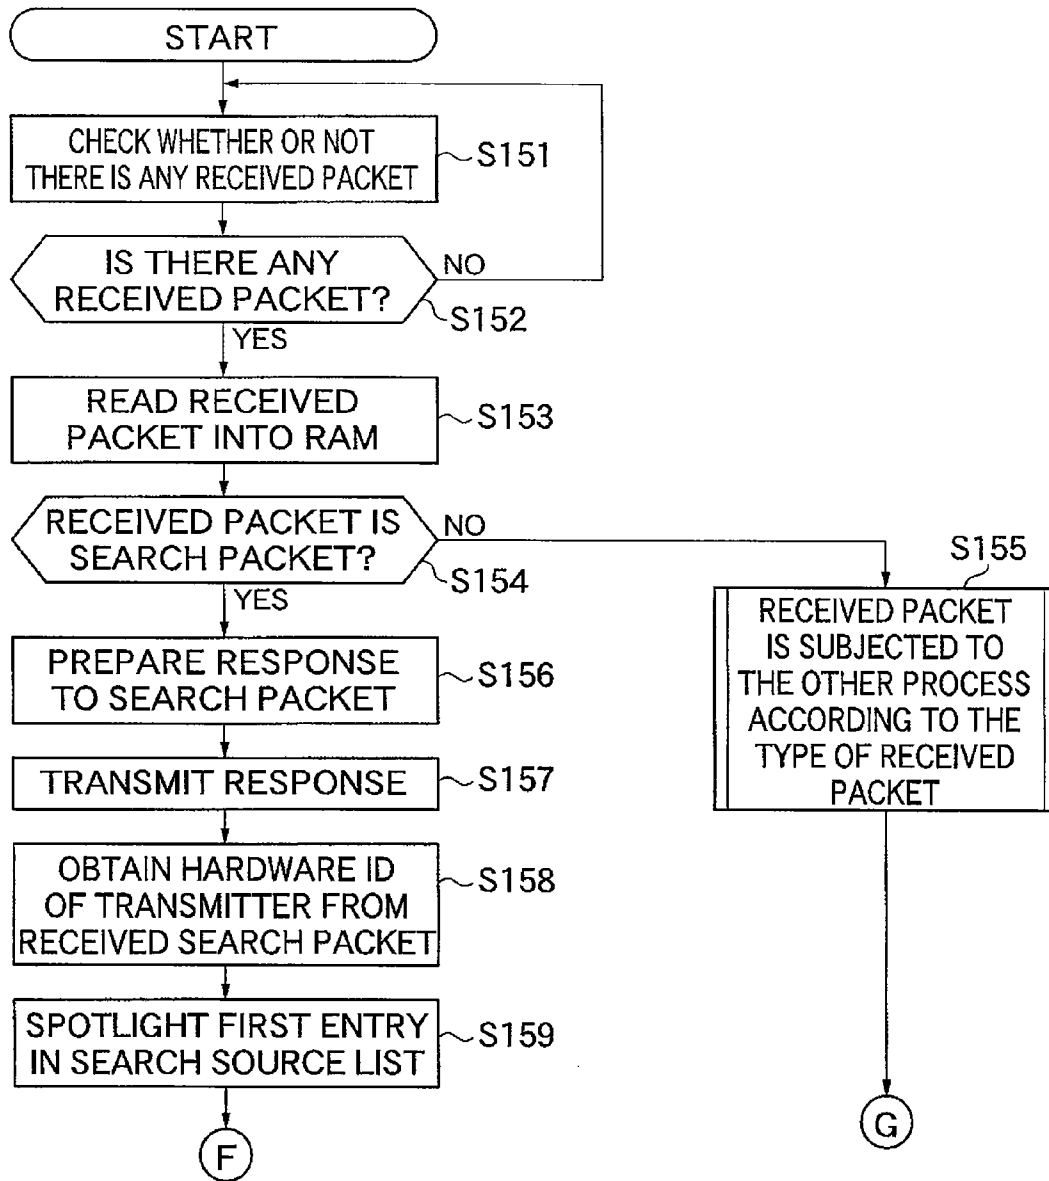 START
CHECK WHETHER OR NOT
THERE IS ANY RECEIVED PACKET
S151
IS THERE ANY
RECEIVED PACKET?
NO
S152
YES
READ RECEIVED
PACKET INTO RAM
S153
RECEIVED PACKET IS
SEARCH PACKET?
NO
S154
YES
S155
RECEIVED PACKET
IS SUBJECTED TO
THE OTHER PROCESS
ACCORDING TO THE
TYPE OF RECEIVED
PACKET
PREPARE RESPONSE
TO SEARCH PACKET
S156
TRANSMIT RESPONSE
S157
OBTAIN HARDWARE ID
OF TRANSMITTER FROM
RECEIVED SEARCH PACKET
S158
SPOTLIGHT FIRST ENTRY
IN SEARCH SOURCE LIST
S159
F
G